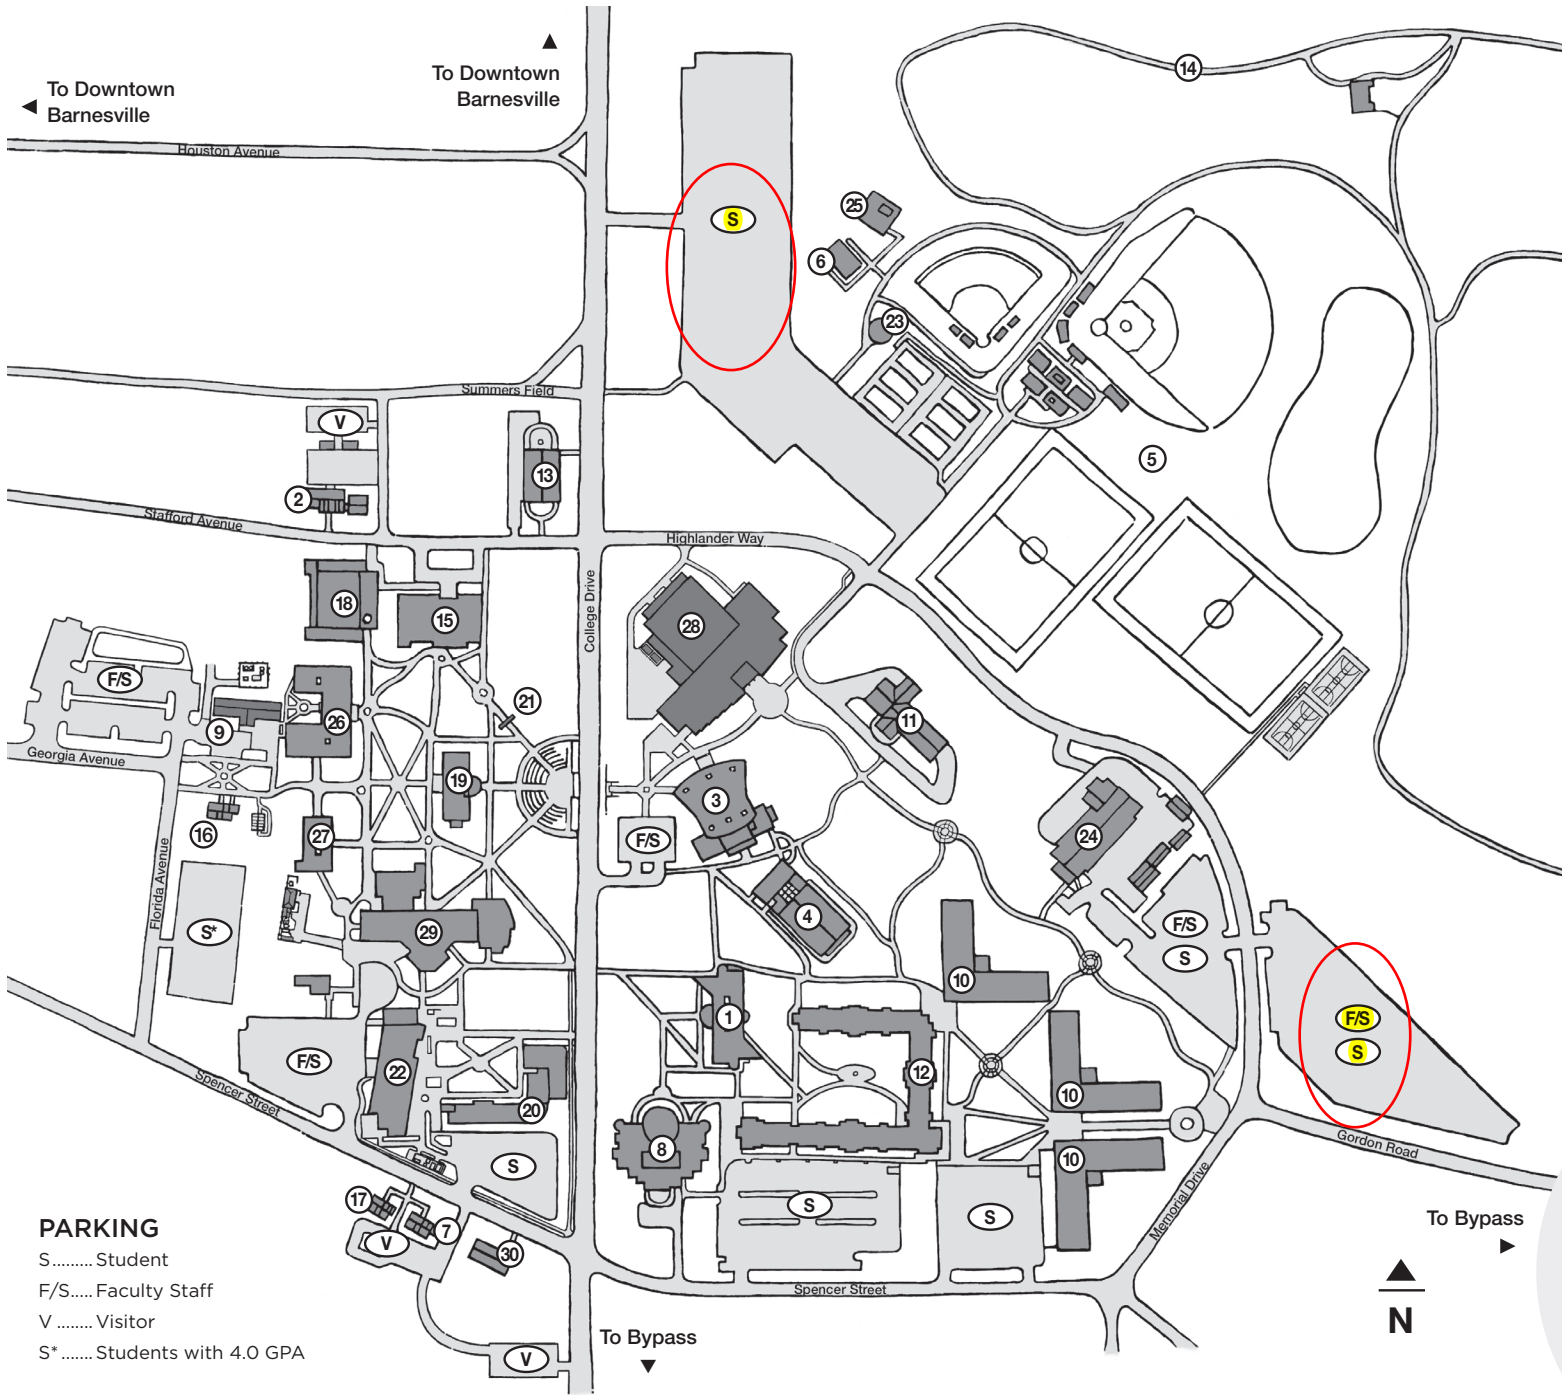 To Downtown
Barnesville
To Downtown
Barnesville
Houston Avenue
14
S
25
6
23
Summers Field
V
13
5
2
Stafford Avenue
Highlander Way
College Drive
18
15
28
F/S
21
26
11
9
Georgia Avenue
19
3
16
27
F/S
24
Florida Avenue
S*
29
4
F/S
S
10
1
F/S
S
F/S
22
12
20
10
Spencer Street
8
10
Gordon Road
S
17
7
V
30
S
S
Memorial Drive
Spencer Street
To Bypass
N
PARKING
S ......... Student
F/S ..... Faculty Staff
V ........ Visitor
S* ....... Students with 4.0 GPA
To Bypass
V